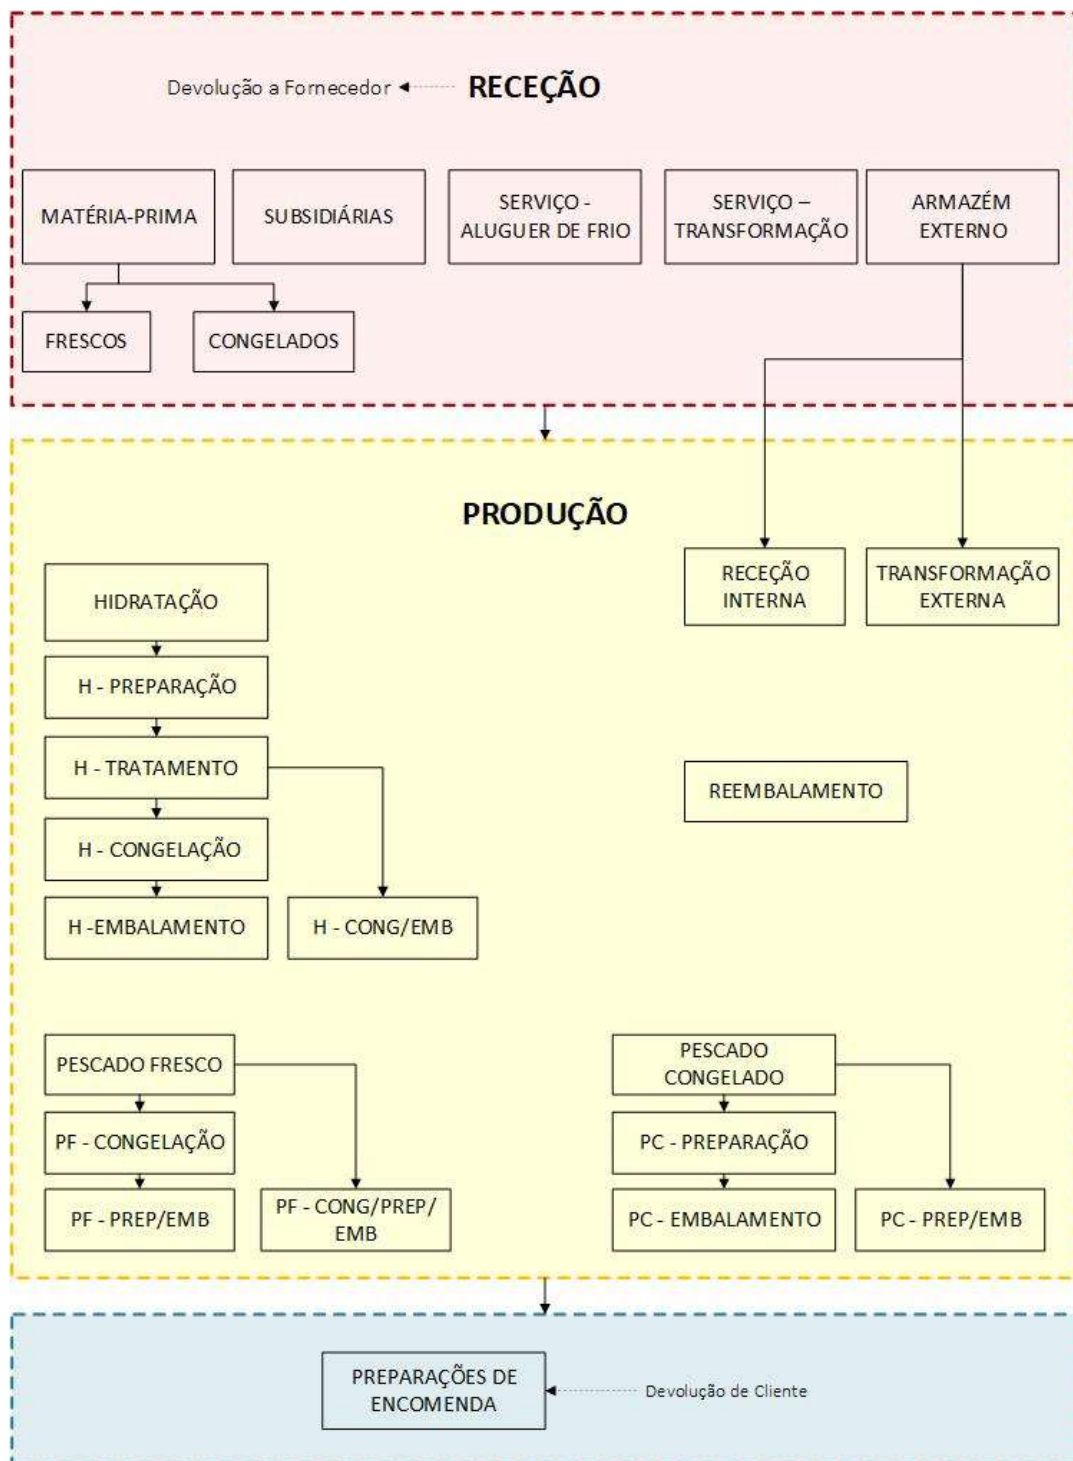 Devolução a Fornecedor
RECEÇÃO
MATÉRIA-PRIMA
SUBSIDIÁRIAS
SERVIÇO -
ALUGUER DE FRIO
SERVIÇO –
TRANSFORMAÇÃO
ARMAZÉM
EXTERNO
FRESCOS
CONGELADOS
PRODUÇÃO
RECEÇÃO
INTERNA
TRANSFORMAÇÃO
EXTERNA
HIDRATAÇÃO
H - PREPARAÇÃO
H - TRATAMENTO
REEMBALAMENTO
H - CONGELAÇÃO
H -EMBALAMENTO
H - CONG/EMB
PESCADO FRESCO
PESCADO
CONGELADO
PF - CONGELAÇÃO
PC - PREPARAÇÃO
PF - PREP/EMB
PF - CONG/PREP/
EMB
PC - EMBALAMENTO
PC - PREP/EMB
PREPARAÇÕES DE
ENCOMENDA
Devolução de Cliente